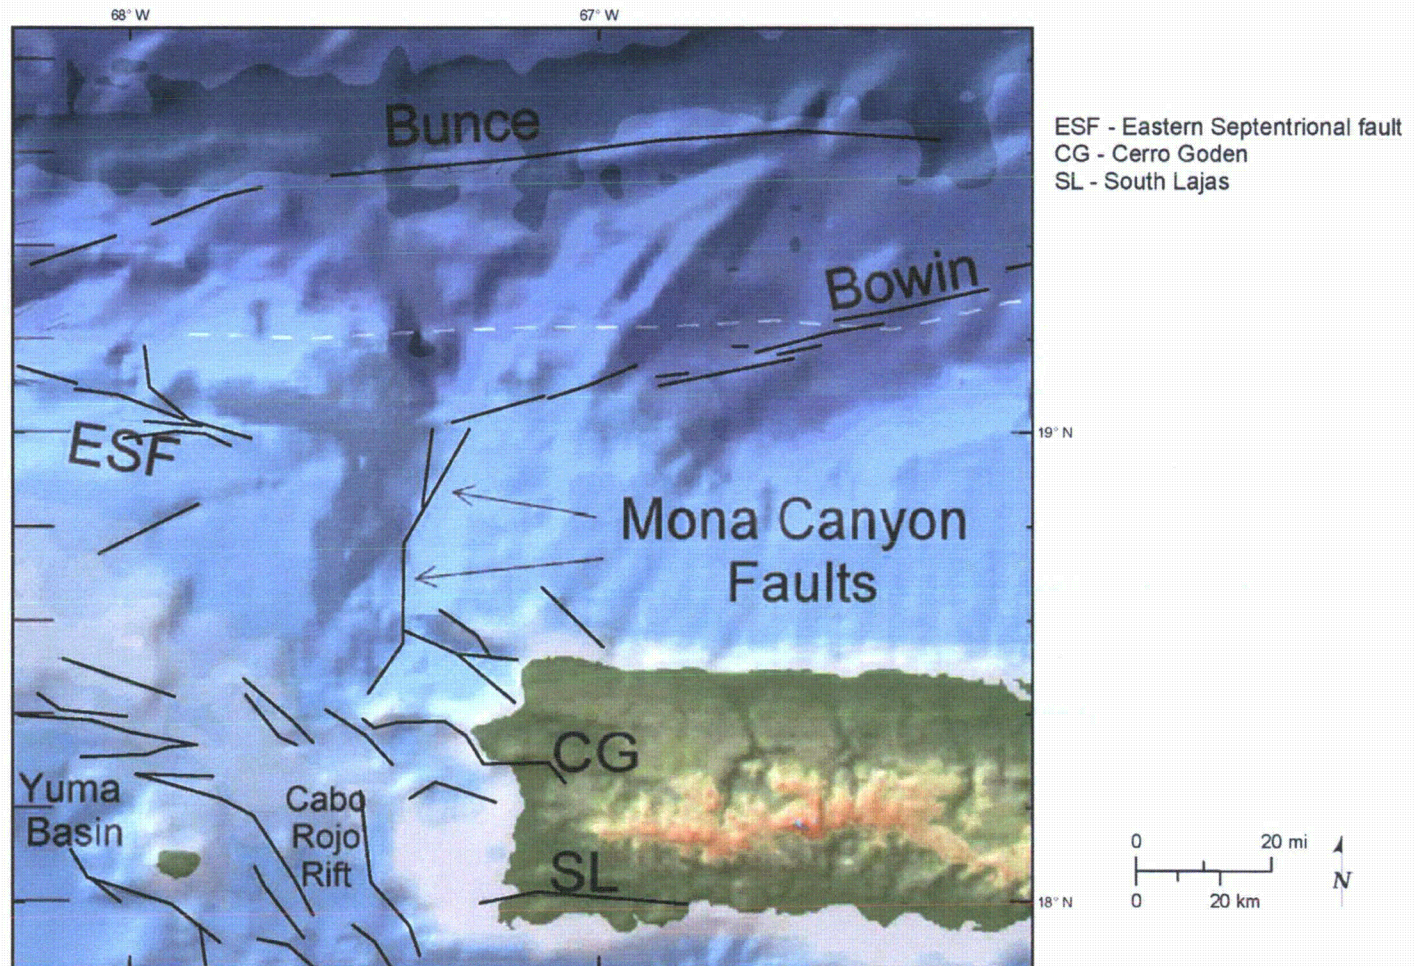 68° W
67° W
Bunce
ESF - Eastern Septentrional fault
CG - Cerro Goden
SL - South Lajas
Bowin
19° N
ESF
Mona Canyon
Faults
CG
Yuma
Basin
Cabo
Rojo
Rift
SL
18° N
0 20 mi
0 20 km
N